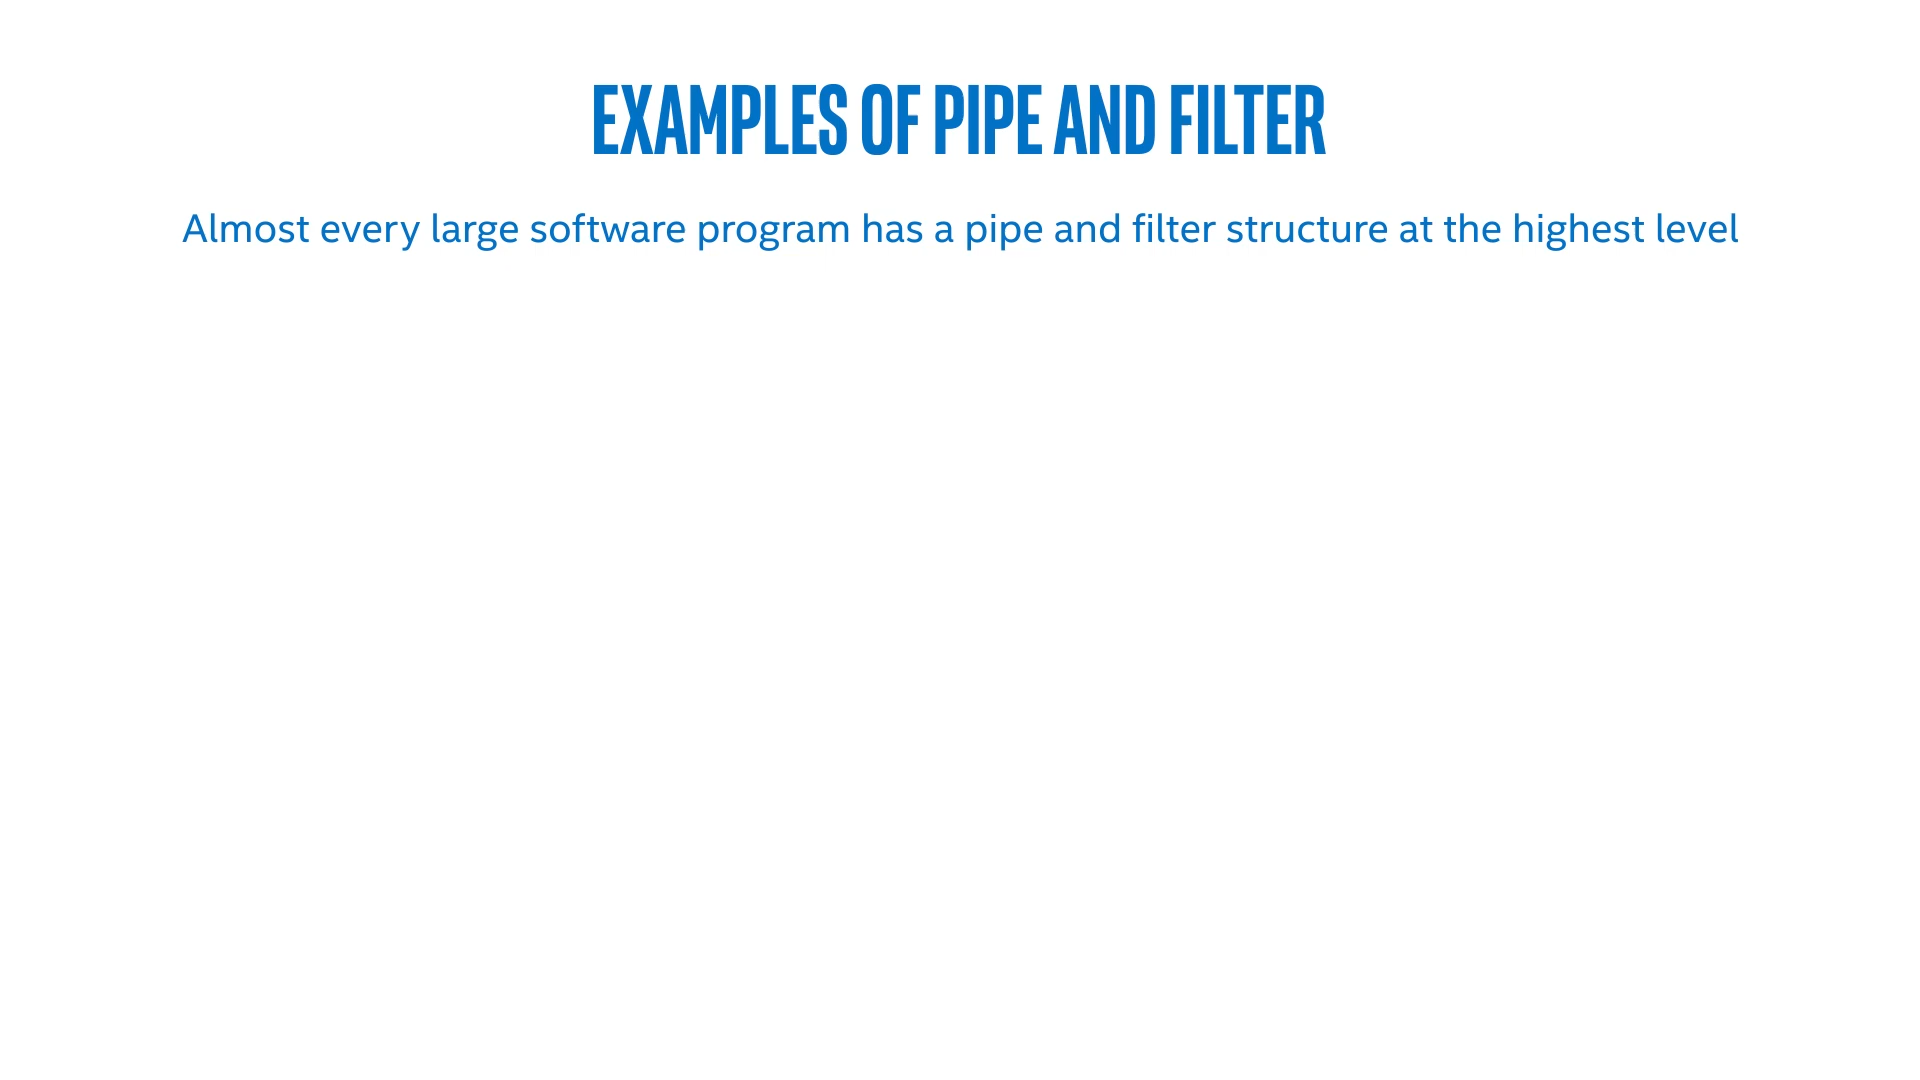 EXAMPLES OF PIPE AND FILTER
Almost every large software program has a pipe and filter structure at the highest level